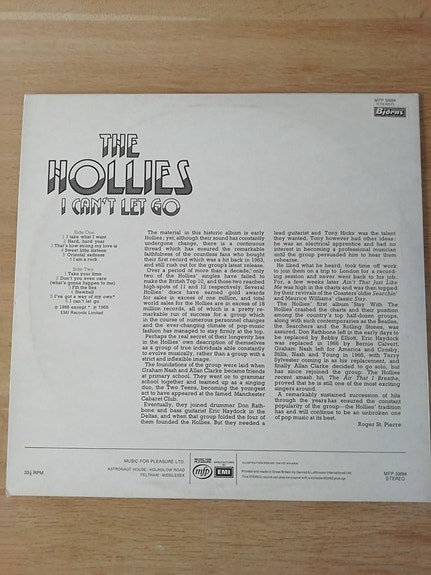 MFP 50094
STEREO
Björns
THE
HOLLIES
I CAN'T LET GO
Side One
1 I take what I want
2 Hard, hard year
3 That's how strong my love is
4 Sweet little sixteen
5 Oriental sadness
6 I am a rock
Side Two
1 Take your time
2 Don't you even care
(what's gonna happen to me)
3 Fifi the flea
4 Stewball
5 I've got a way of my own*
6 I can't let go
℗ 1966 except * ℗ 1965
EMI Records Limited
The material in this historic album is early
Hollies; yet, although their sound has constantly
undergone change, there is a continuous
thread which has ensured the remarkable
faithfulness of the countless fans who bought
their first record which was a hit back in 1963,
and still rush out for the group's latest release.
Over a period of more than a decade, only
two of the Hollies' singles have failed to
make the British Top 10; and those two reached
high-spots of 11 and 12 respectively. Several
Hollies' discs have earned gold awards
for sales in excess of one million, and total
world sales for the Hollies are in excess of 18
million records, all of which is a pretty re-
markable run of success for a group which
in the course of numerous personnel changes
and the ever-changing climate of pop-music
fashion has managed to stay firmly at the top.
Perhaps the real secret of their longevity lies
in the Hollies' own description of themselves
as a group of five individuals able constantly
to evolve musically, rather than a group with a
strict and inflexible image.
The foundations of the group were laid when
Graham Nash and Allan Clarke became friends
at primary school. They went on to grammar
school together and teamed up as a singing
duo, the Two Teens, becoming the youngest
act to have appeared at the famed Manchester
Cabaret Club.
Eventually, they joined drummer Don Rath-
bone and bass guitarist Eric Haydock in the
Deltas, and when that group folded the four of
them founded the Hollies. But they needed a
lead guitarist and Tony Hicks was the talent
they wanted. Tony however had other ideas:
he was an electrical apprentice and had no
interest in becoming a professional musician
until the group persuaded him to hear them
rehearse.
He liked what he heard, took time off work
to join them on a trip to London for a record-
ing session and never went back to his job.
For, a few weeks later Ain't That Just Like
Me was high in the charts and was then topped
by their revivals of the Coasters' oldie Searchin'
and Maurice Williams' classic Stay.
The Hollies' first album 'Stay With The
Hollies' crashed the charts and their position
among the country's top half-dozen groups,
along with such contemporaries as the Beatles,
the Searchers and the Rolling Stones, was
assured. Don Rathbone left in the early days to
be replaced by Bobby Elliott, Eric Haydock
was replaced in 1966 by Bernie Calvert,
Graham Nash left for America and Crosby,
Stills, Nash and Young in 1968, with Terry
Sylvester coming in as his replacement, and
finally Allan Clarke decided to go solo, but
has since rejoined the group. The Hollies
recent smash hit, The Air That I Breathe,
proved that he is still one of the most exciting
singers around.
A remarkably sustained succession of hits
through the years has ensured the constant
popularity of the group—the Hollies' tradition
has and will continue to be an unbroken one
of pop music at its best.
Roger St. Pierre
33⅓ RPM
MUSIC FOR PLEASURE LTD.
ASTRONAUT HOUSE, HOUNSLOW ROAD
FELTHAM · MIDDLESEX
mfp
EMI
MFP 50094
STEREO